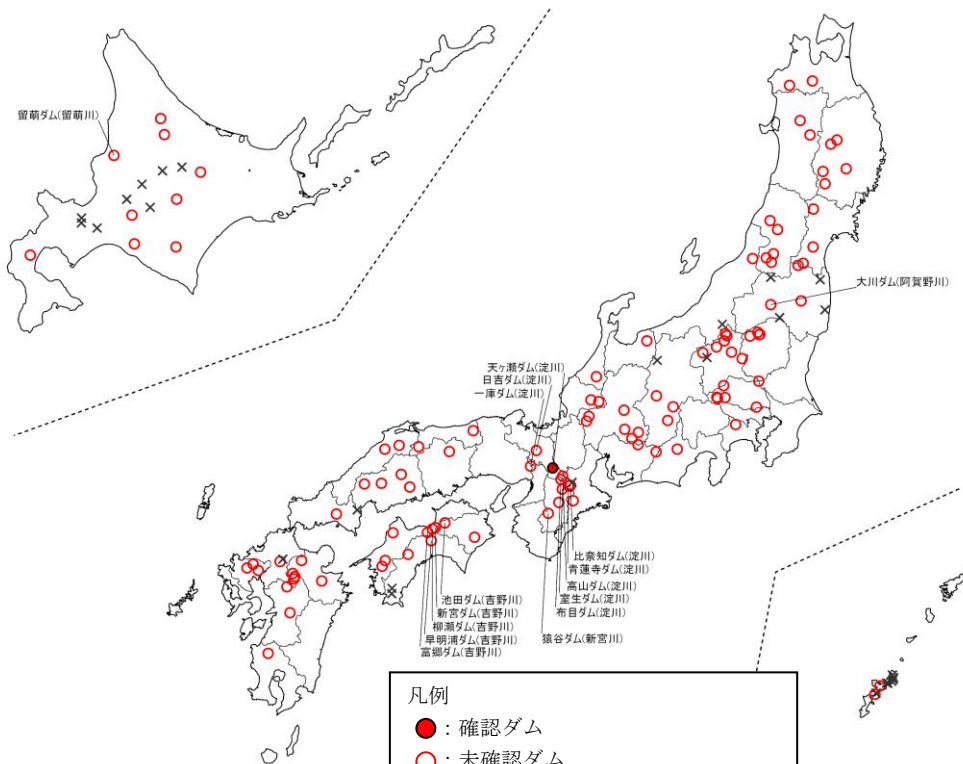 留萌ダム(留萌川)
大川ダム(阿賀野川)
天ヶ瀬ダム(淀川)
日吉ダム(淀川)
一庫ダム(淀川)
比奈知ダム(淀川)
青蓮寺ダム(淀川)
高山ダム(淀川)
室生ダム(淀川)
布目ダム(淀川)
猿谷ダム(新宮川)
池田ダム(吉野川)
新宮ダム(吉野川)
柳瀬ダム(吉野川)
早明浦ダム(吉野川)
富郷ダム(吉野川)
凡例
：確認ダム
：未確認ダム